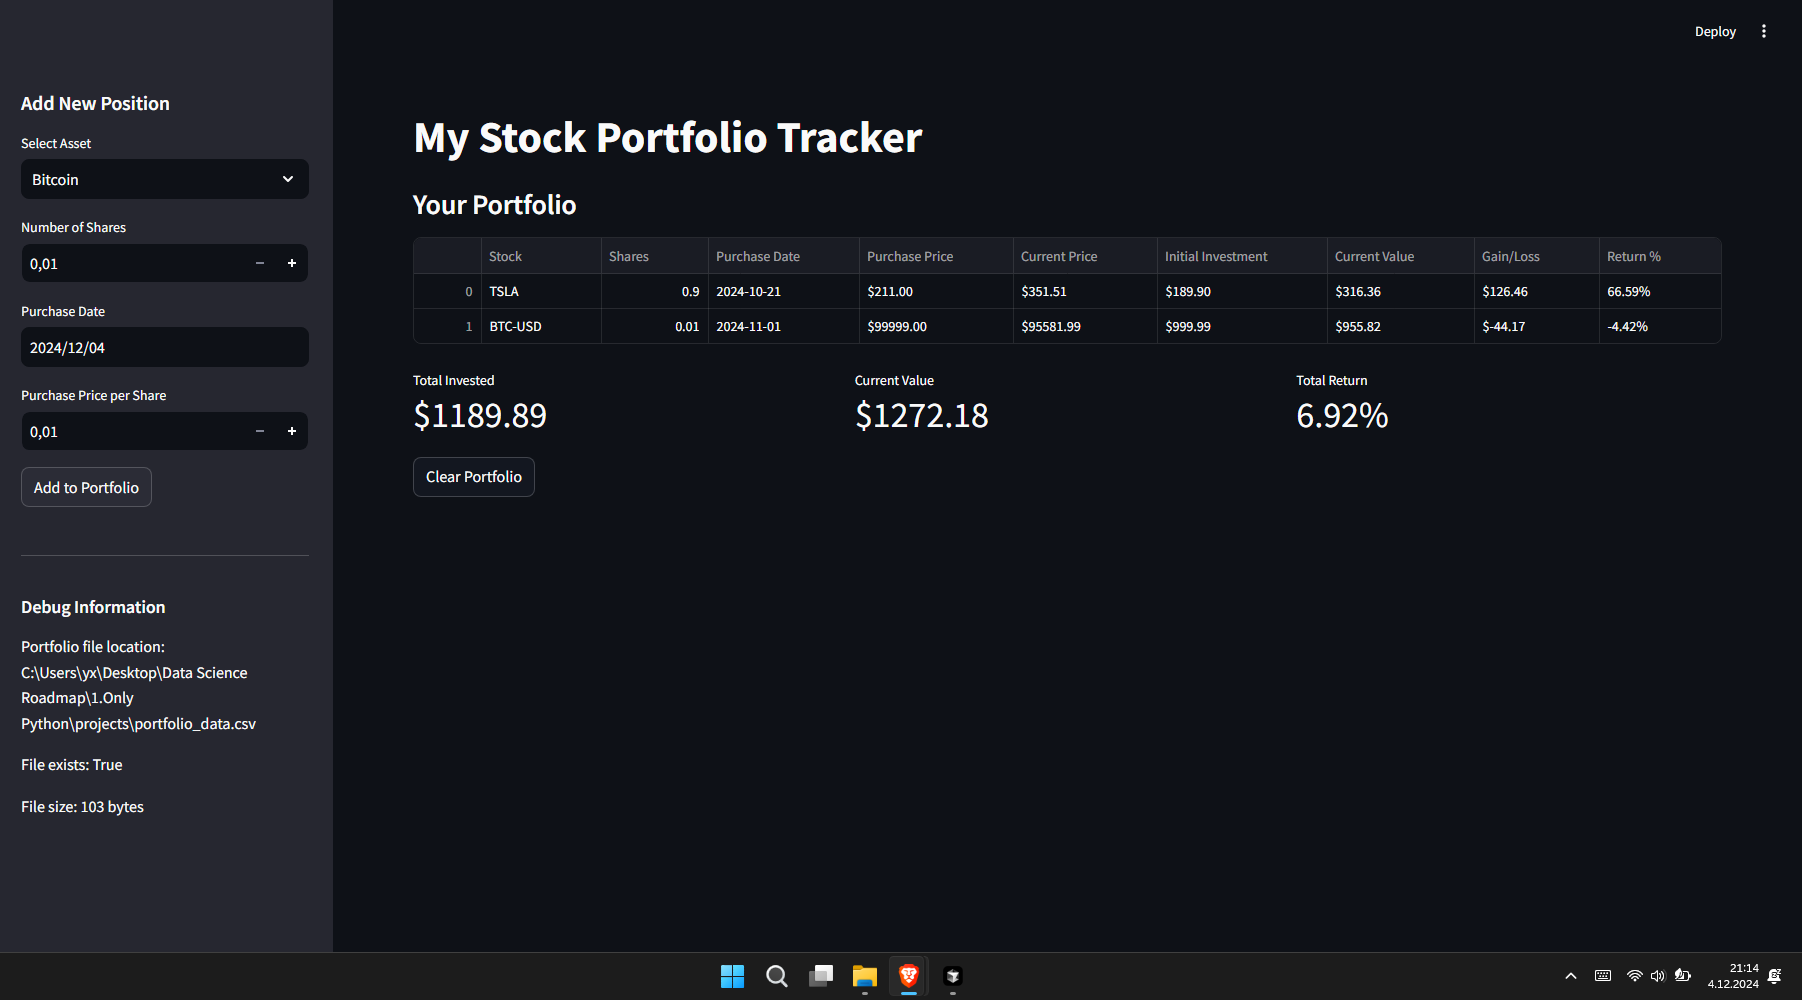 Deploy
Add New Position
Select Asset
Bitcoin
Number of Shares
0,01
Purchase Date
2024/12/04
Purchase Price per Share
0,01
Add to Portfolio
Debug Information
Portfolio file location:
C:\Users\yx\Desktop\Data Science
Roadmap\1.Only
Python\projects\portfolio_data.csv
File exists: True
File size: 103 bytes
My Stock Portfolio Tracker
Your Portfolio
Stock Shares Purchase Date Purchase Price Current Price Initial Investment Current Value Gain/Loss Return %
0 TSLA 0.9 2024-10-21 $211.00 $351.51 $189.90 $316.36 $126.46 66.59%
1 BTC-USD 0.01 2024-11-01 $99999.00 $95581.99 $999.99 $955.82 $-44.17 -4.42%
Total Invested Current Value Total Return
$1189.89 $1272.18 6.92%
Clear Portfolio
21:14
4.12.2024